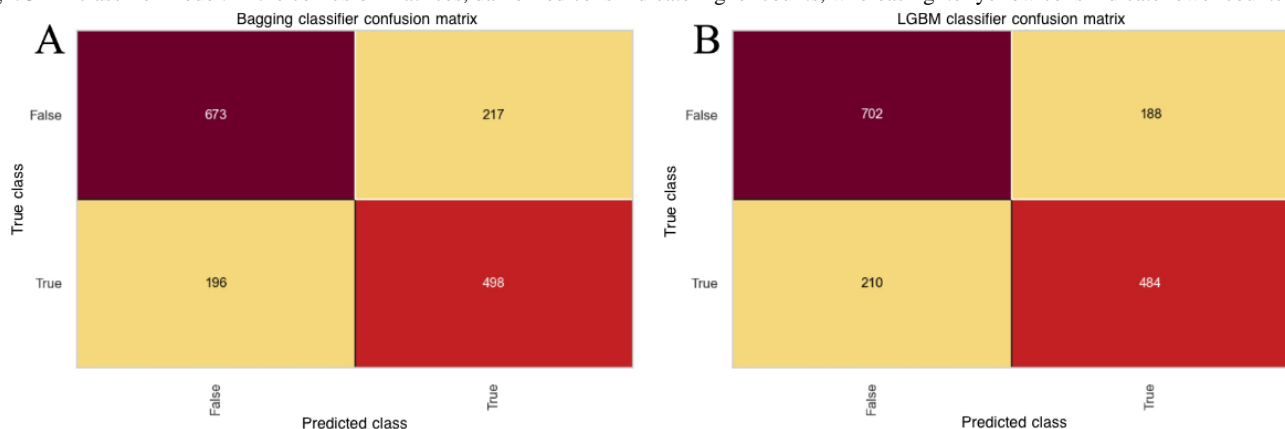 Bagging classifier confusion matrix
A
False
673
217
True
196
498
True class
False
True
Predicted class
LGBM classifier confusion matrix
B
False
702
188
True
210
484
True class
False
True
Predicted class